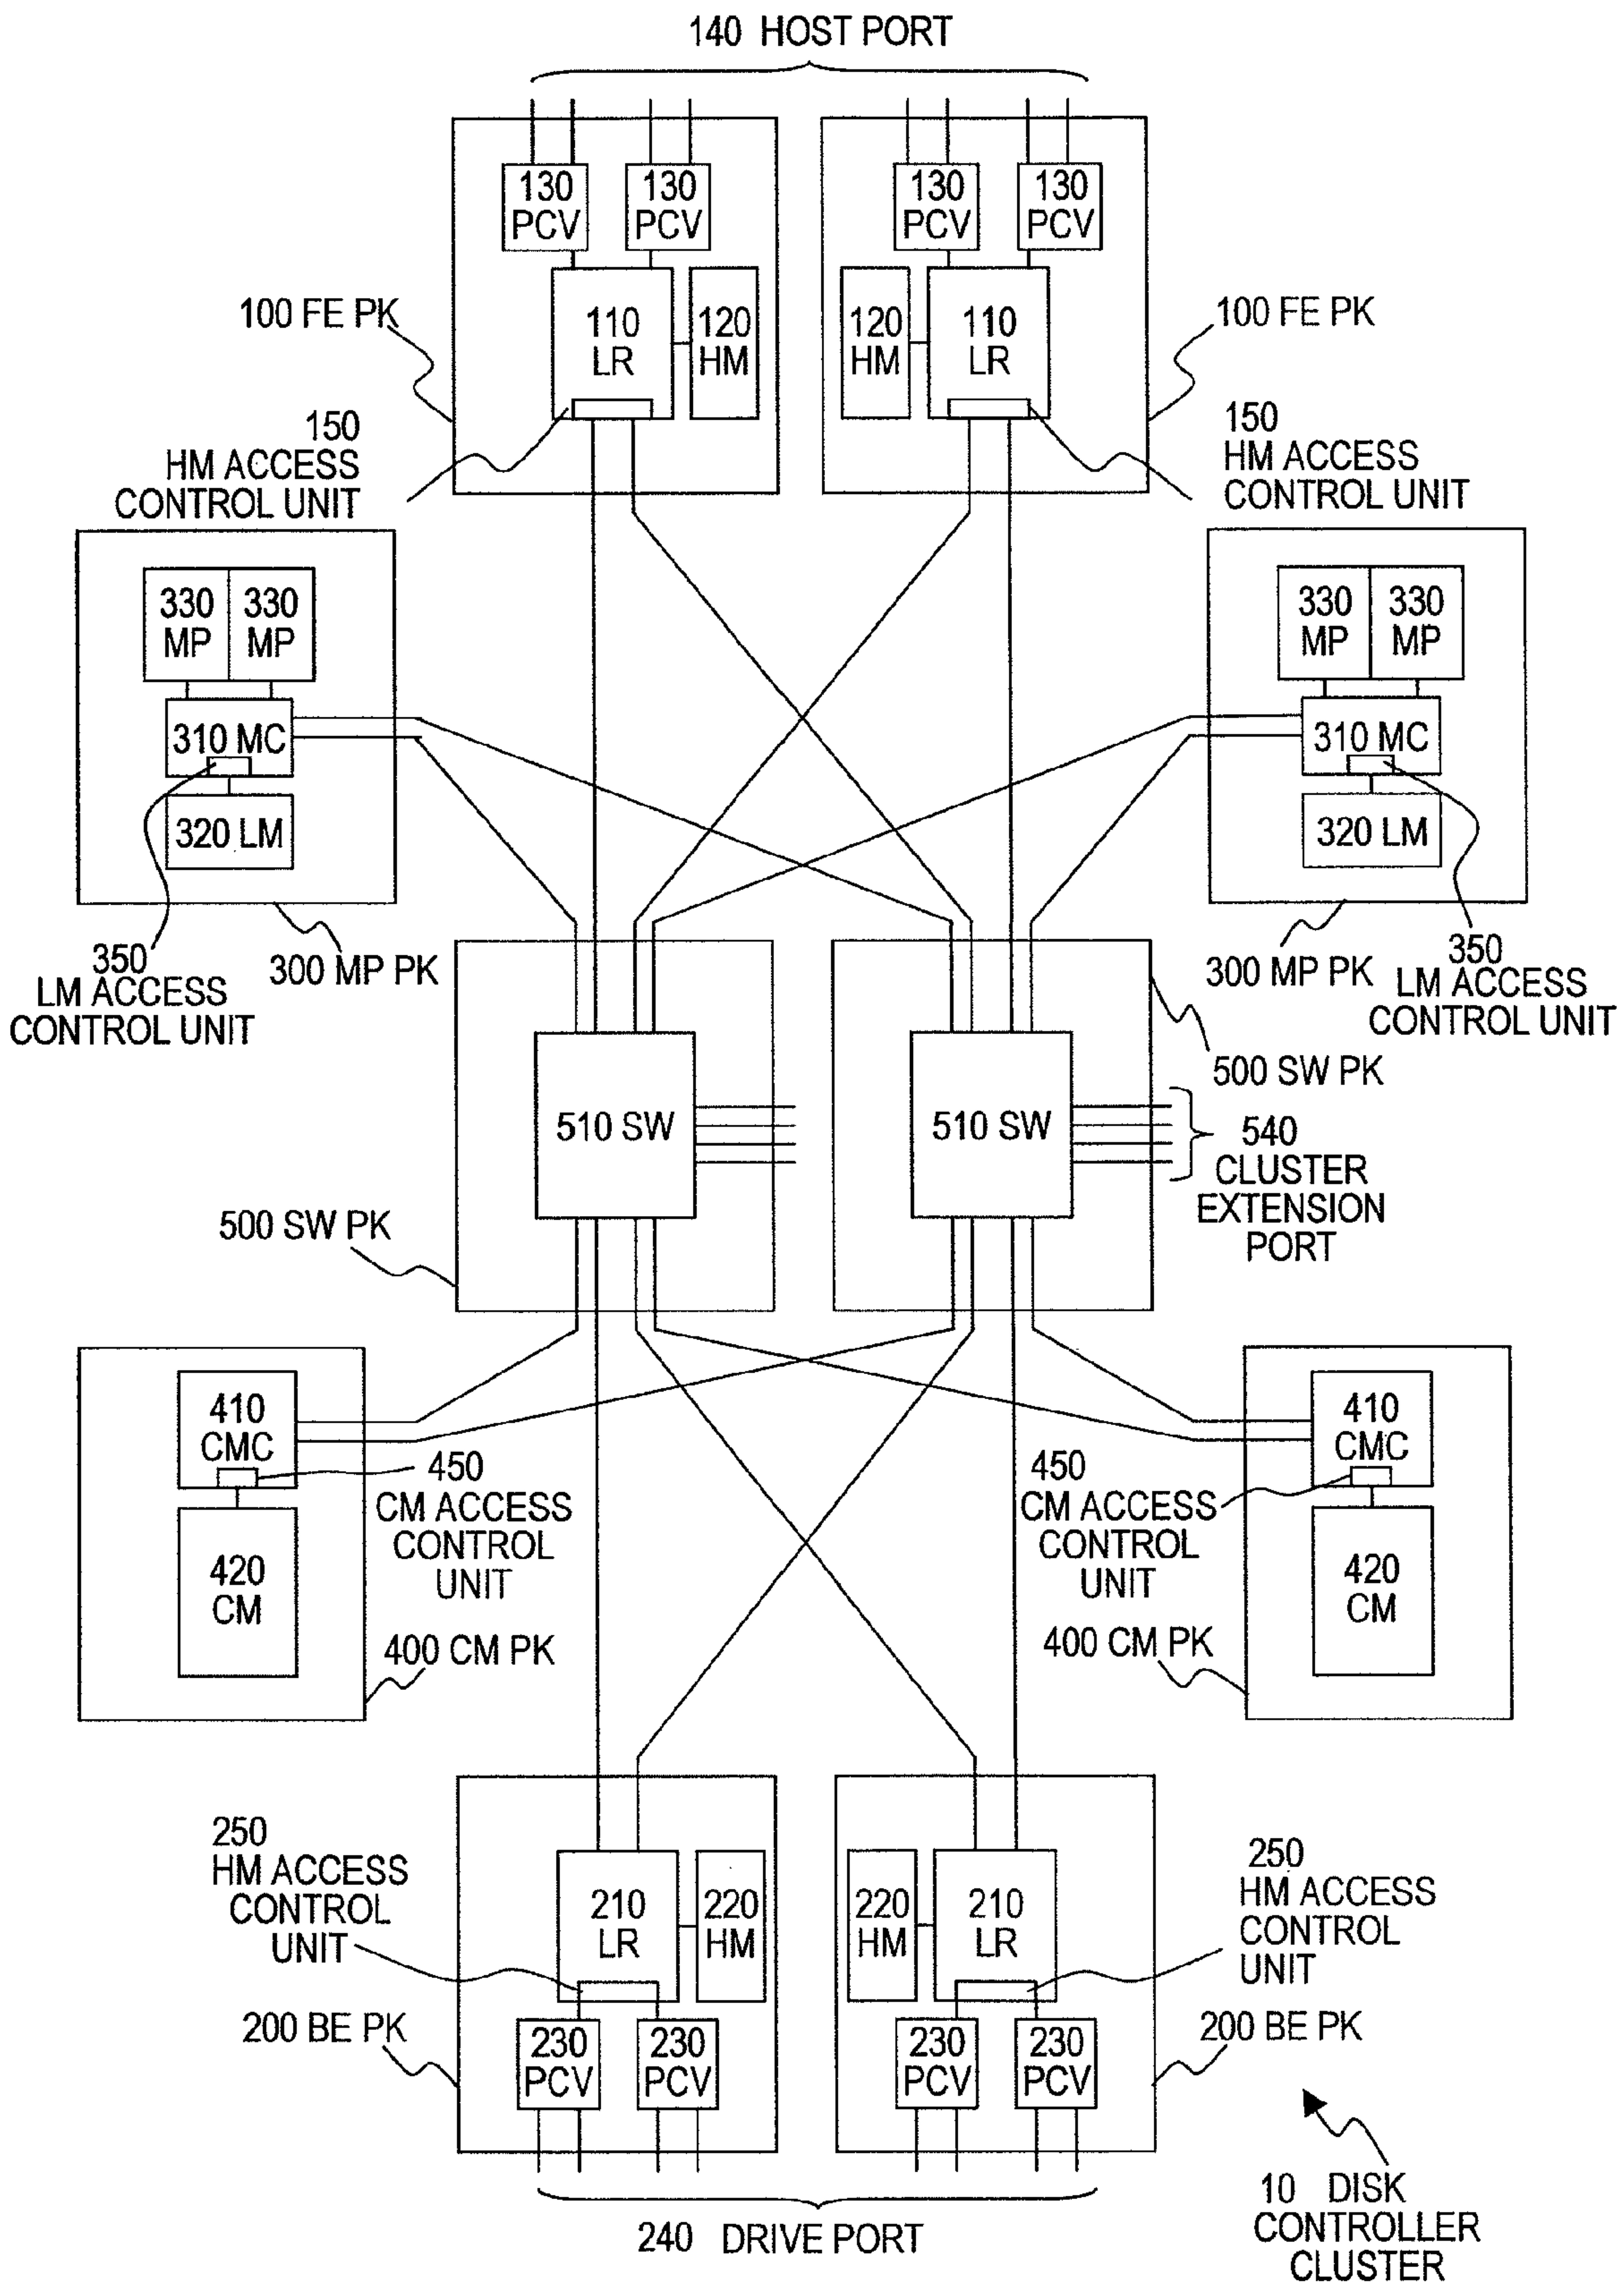 140 HOST PORT
130
PCV
130
PCV
130
PCV
130
PCV
100 FE PK
110
LR
120
HM
120
HM
110
LR
100 FE PK
150
HM ACCESS
CONTROL UNIT
150
HM ACCESS
CONTROL UNIT
330
MP
330
MP
310 MC
320 LM
330
MP
330
MP
310 MC
320 LM
350
LM ACCESS
CONTROL UNIT
300 MP PK
300 MP PK
350
LM ACCESS
CONTROL UNIT
500 SW PK
510 SW
510 SW
540
CLUSTER
EXTENSION
PORT
500 SW PK
410
CMC
450
CM ACCESS
CONTROL
UNIT
420
CM
400 CM PK
450
CM ACCESS
CONTROL
UNIT
410
CMC
420
CM
400 CM PK
250
HM ACCESS
CONTROL
UNIT
210
LR
220
HM
220
HM
210
LR
250
HM ACCESS
CONTROL
UNIT
200 BE PK
230
PCV
230
PCV
230
PCV
230
PCV
200 BE PK
240 DRIVE PORT
10 DISK
CONTROLLER
CLUSTER